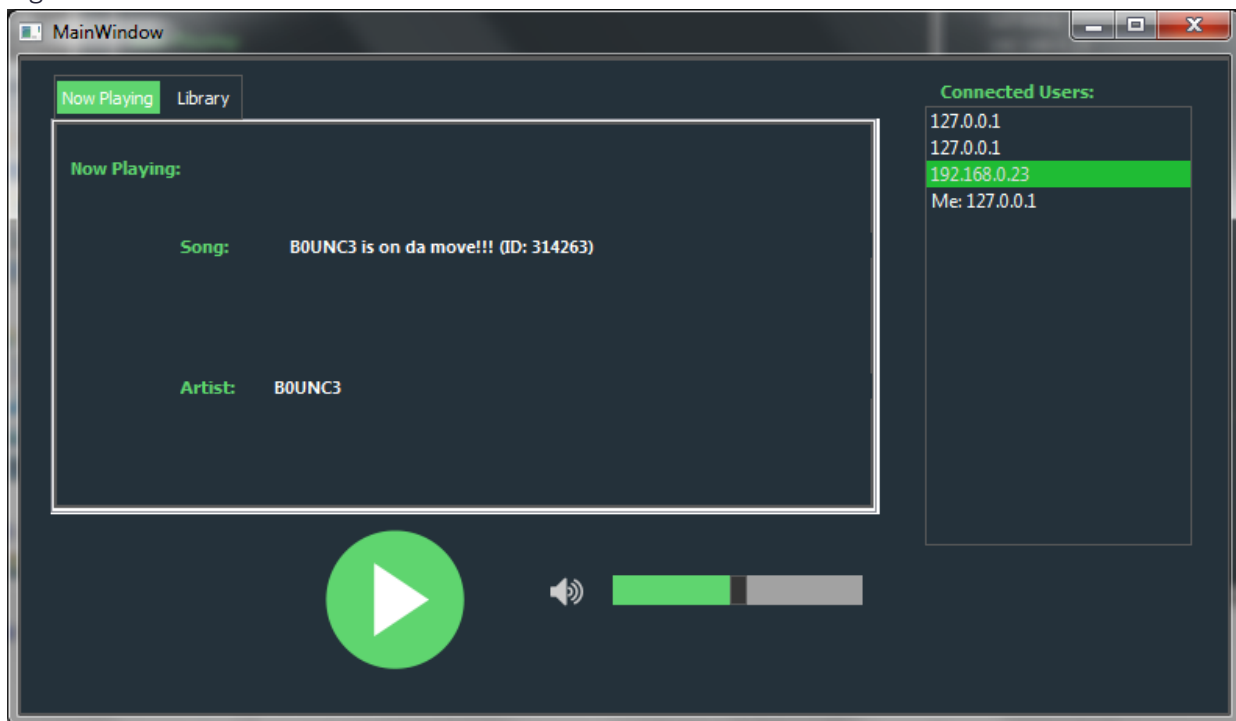 MainWindow
Now Playing Library
Now Playing:
Song: B0UNC3 is on da move!!! (ID: 314263)
Artist: B0UNC3
Connected Users:
127.0.0.1
127.0.0.1
192.168.0.23
Me: 127.0.0.1